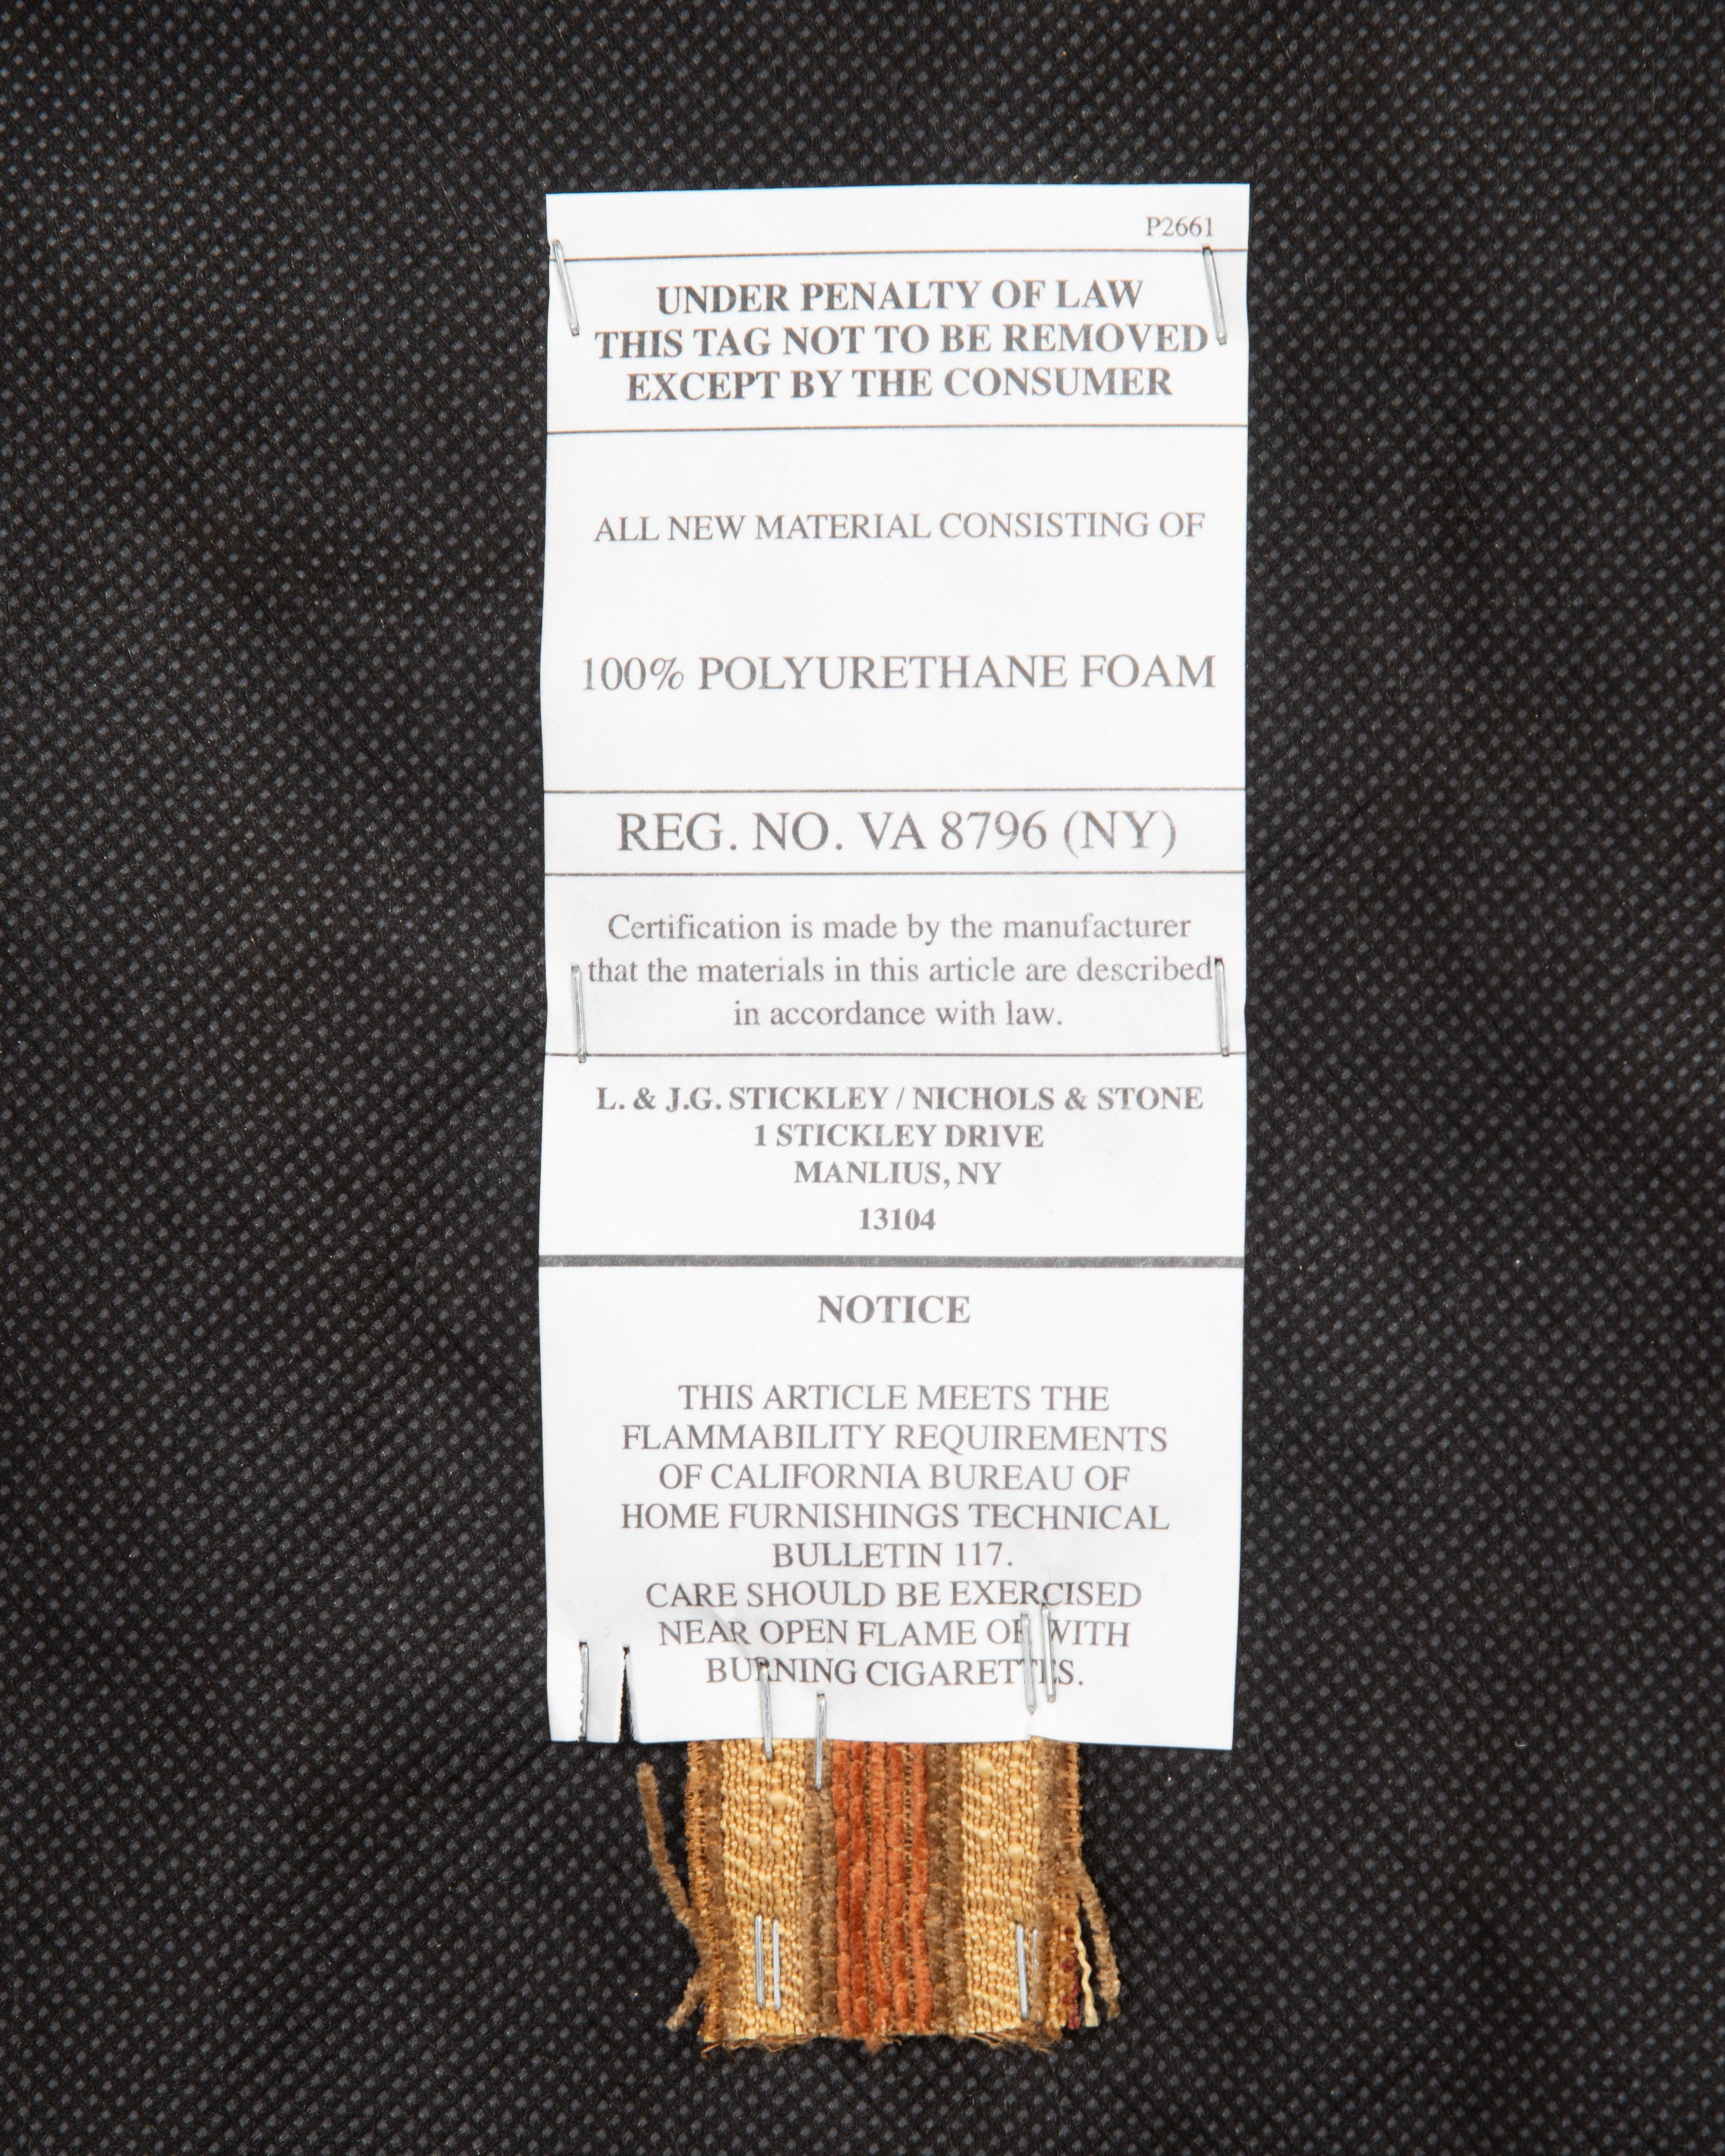 P2661
UNDER PENALTY OF LAW
THIS TAG NOT TO BE REMOVED
EXCEPT BY THE CONSUMER
ALL NEW MATERIAL CONSISTING OF
100% POLYURETHANE FOAM
REG. NO. VA 8796 (NY)
Certification is made by the manufacturer
that the materials in this article are described
in accordance with law.
L. & J.G. STICKLEY / NICHOLS & STONE
1 STICKLEY DRIVE
MANLIUS, NY
13104
NOTICE
THIS ARTICLE MEETS THE
FLAMMABILITY REQUIREMENTS
OF CALIFORNIA BUREAU OF
HOME FURNISHINGS TECHNICAL
BULLETIN 117.
CARE SHOULD BE EXERCISED
NEAR OPEN FLAME OR WITH
BURNING CIGARETTES.